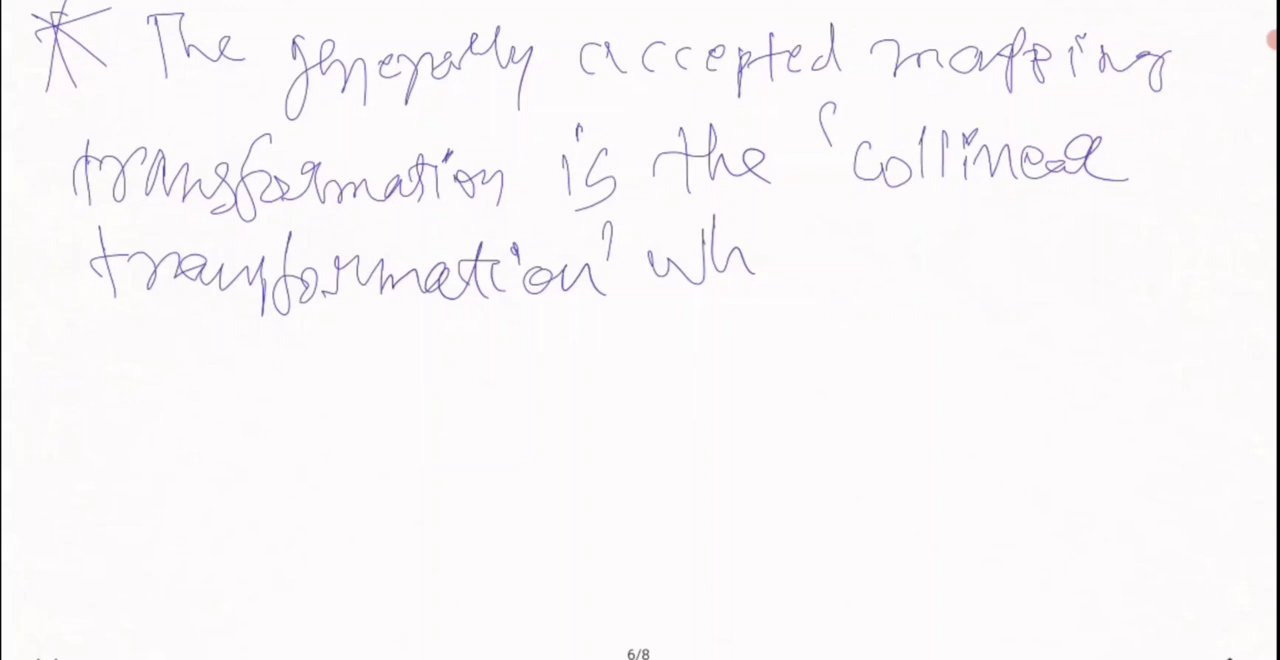 * The generally accepted mapping
transformation is the 'collinear
transformation' wh
6/8